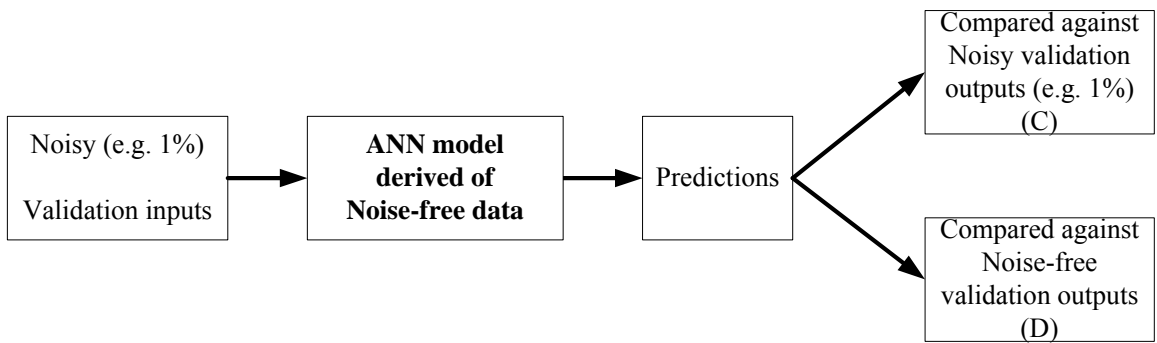 Noisy (e.g. 1%)
Validation inputs
ANN model
derived of
Noise-free data
Predictions
Compared against
Noisy validation
outputs (e.g. 1%)
(C)
Compared against
Noise-free
validation outputs
(D)